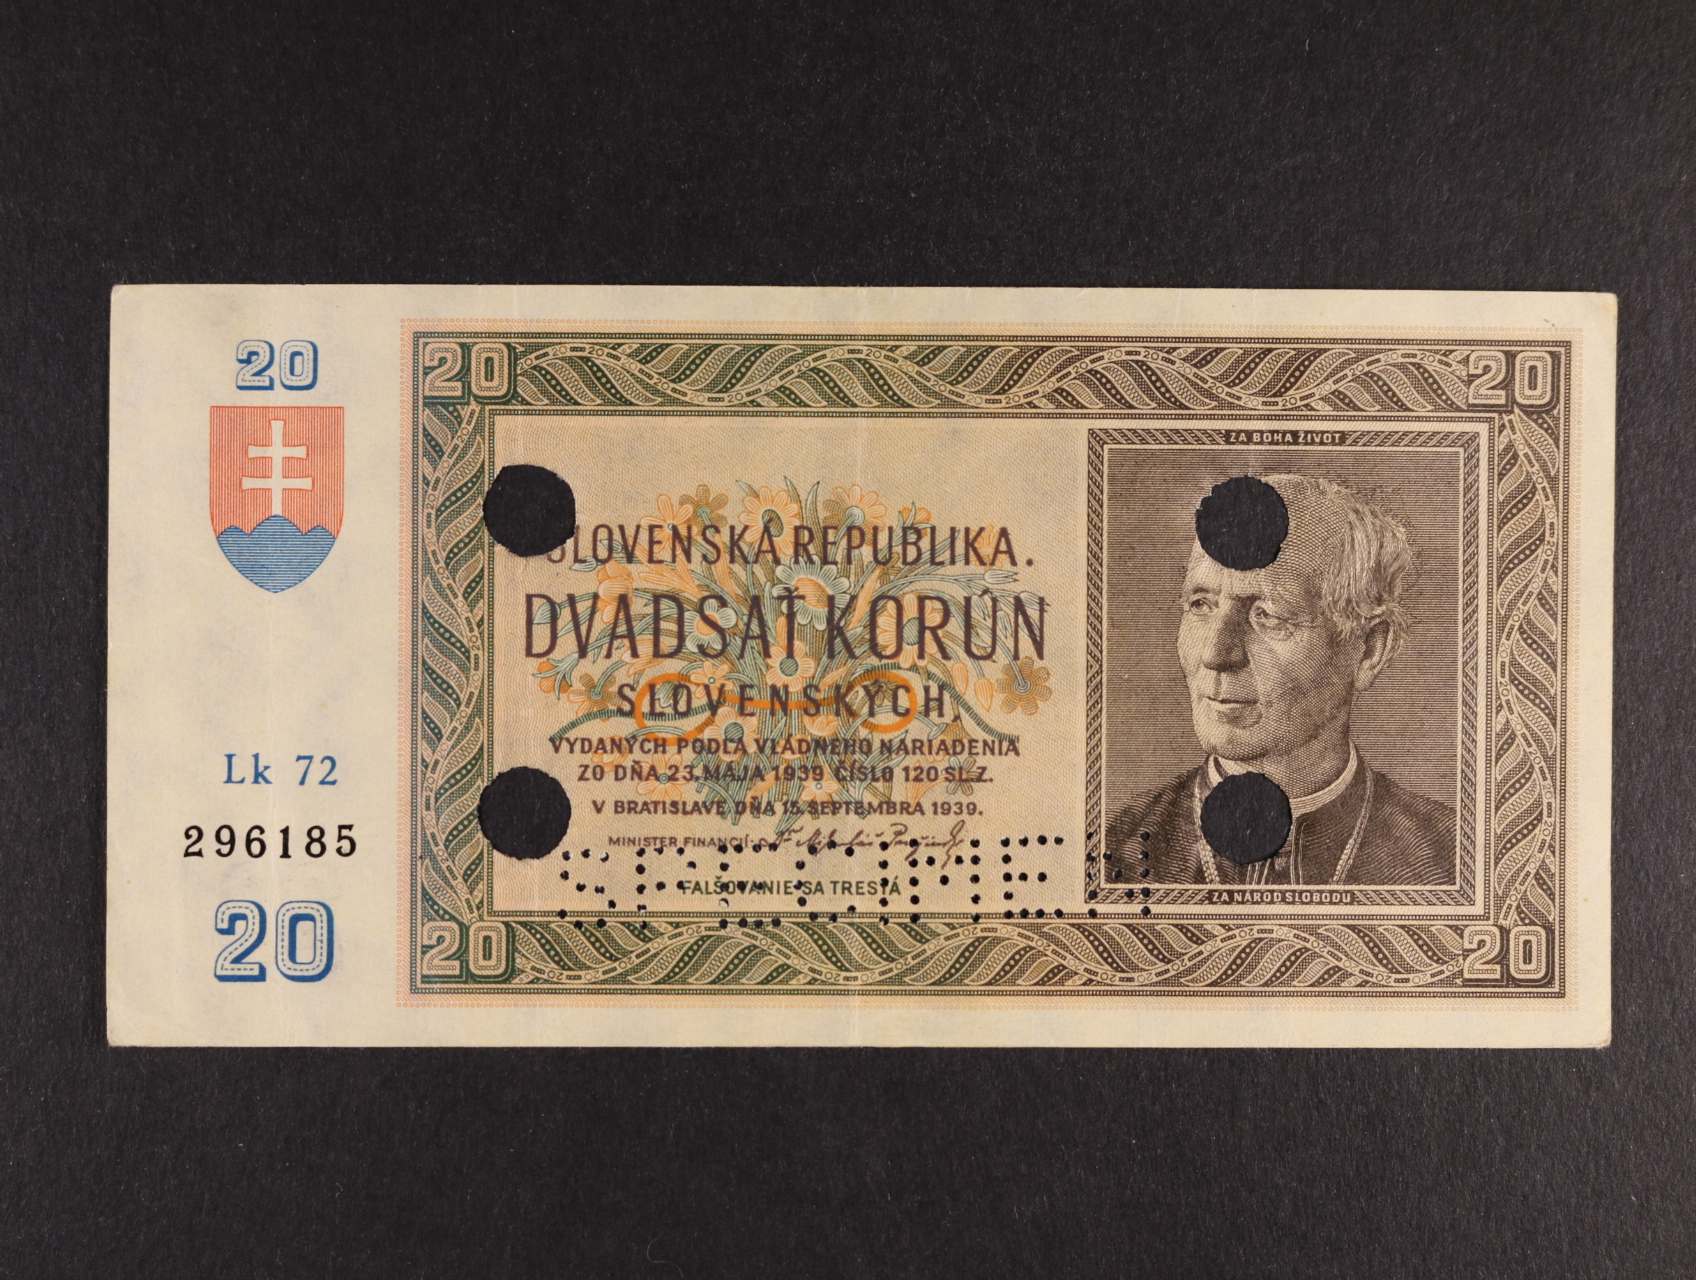 20
Lk 72
296185
20
20
20
SLOVENSKÁ REPUBLIKA.
DVADSAŤ KORÚN
SLOVENSKÝCH,
VYDANÝCH PODĽA VLÁDNEHO NARIADENIA
ZO DŇA 23. MÁJA 1939 ČÍSLO 120 SL. Z.
V BRATISLAVE DŇA 15. SEPTEMBRA 1939.
MINISTER FINANCIÍ:
SPECIMEN
FALŠOVANIE SA TRESTÁ
ZA BOHA ŽIVOT
ZA NÁROD SLOBODU
20
20